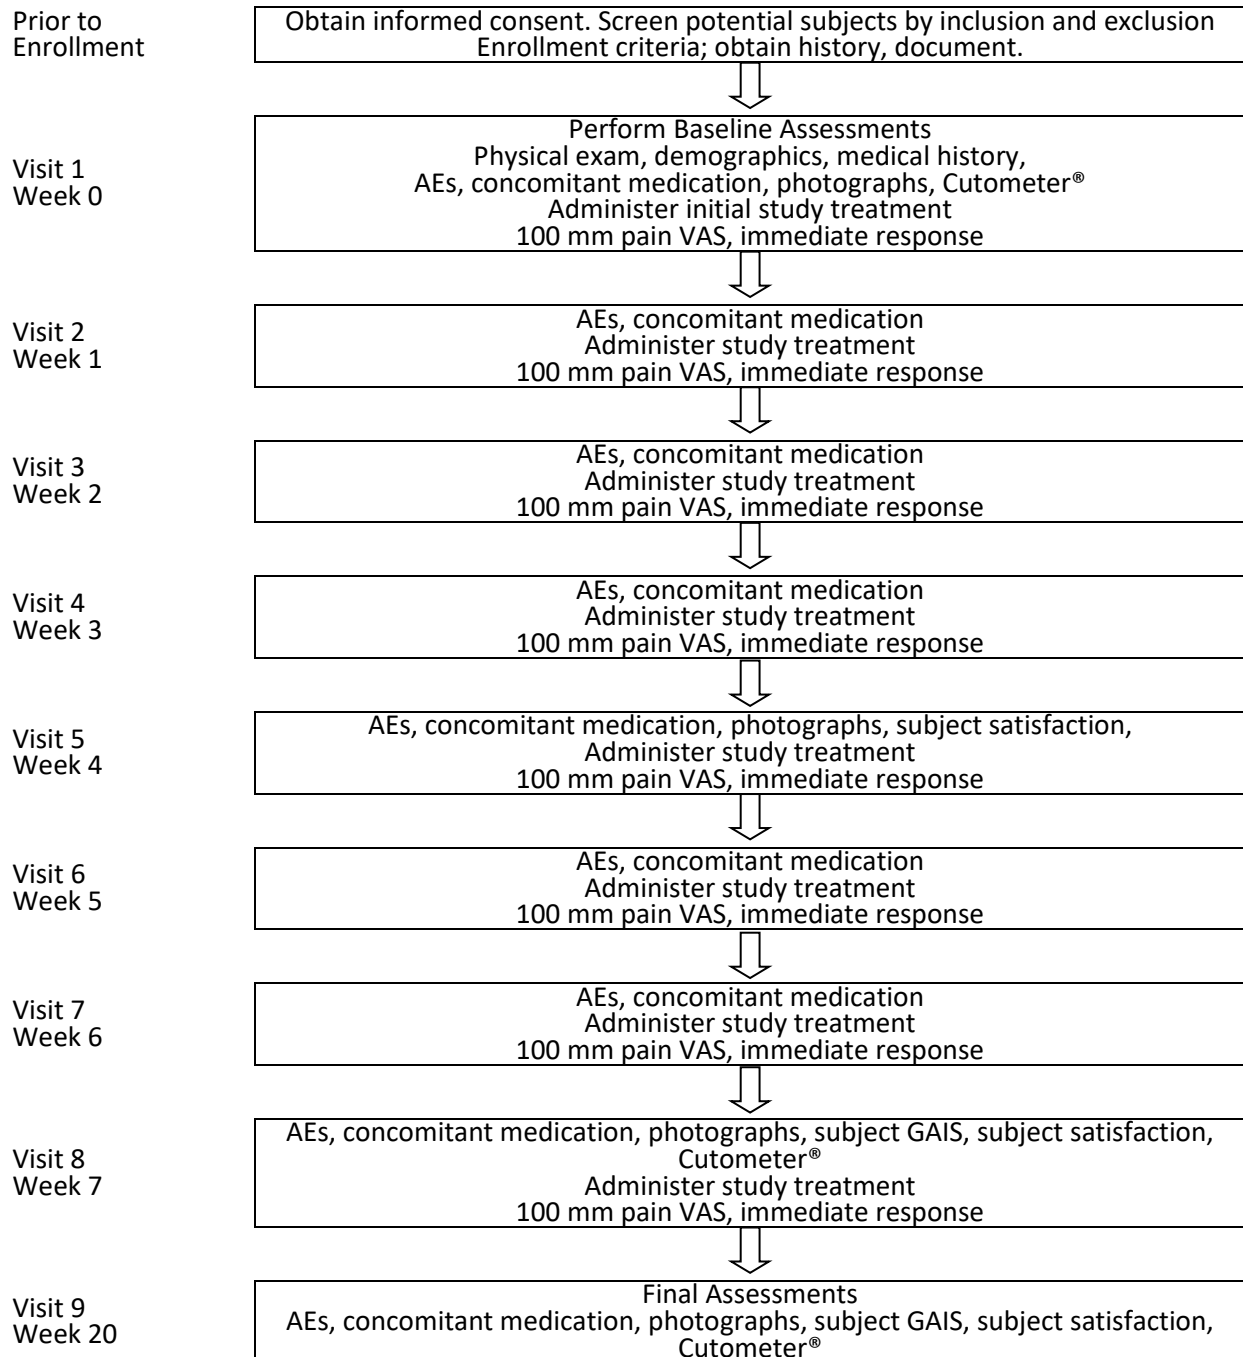 Prior to
Enrollment
Obtain informed consent. Screen potential subjects by inclusion and exclusion
Enrollment criteria; obtain history, document.
Visit 1
Week 0
Perform Baseline Assessments
Physical exam, demographics, medical history,
AEs, concomitant medication, photographs, Cutometer®
Administer initial study treatment
100 mm pain VAS, immediate response
Visit 2
Week 1
AEs, concomitant medication
Administer study treatment
100 mm pain VAS, immediate response
Visit 3
Week 2
AEs, concomitant medication
Administer study treatment
100 mm pain VAS, immediate response
Visit 4
Week 3
AEs, concomitant medication
Administer study treatment
100 mm pain VAS, immediate response
Visit 5
Week 4
AEs, concomitant medication, photographs, subject satisfaction,
Administer study treatment
100 mm pain VAS, immediate response
Visit 6
Week 5
AEs, concomitant medication
Administer study treatment
100 mm pain VAS, immediate response
Visit 7
Week 6
AEs, concomitant medication
Administer study treatment
100 mm pain VAS, immediate response
Visit 8
Week 7
AEs, concomitant medication, photographs, subject GAIS, subject satisfaction,
Cutometer®
Administer study treatment
100 mm pain VAS, immediate response
Visit 9
Week 20
Final Assessments
AEs, concomitant medication, photographs, subject GAIS, subject satisfaction,
Cutometer®